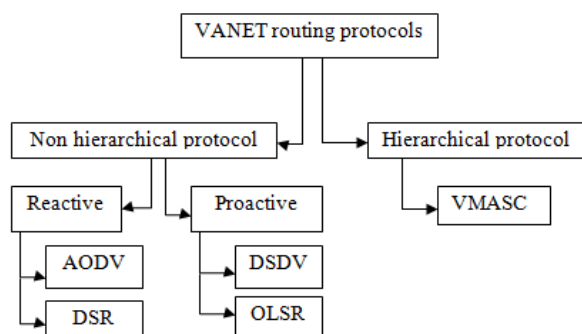 VANET routing protocols
Non hierarchical protocol
Hierarchical protocol
Reactive
Proactive
VMASC
AODV
DSDV
DSR
OLSR